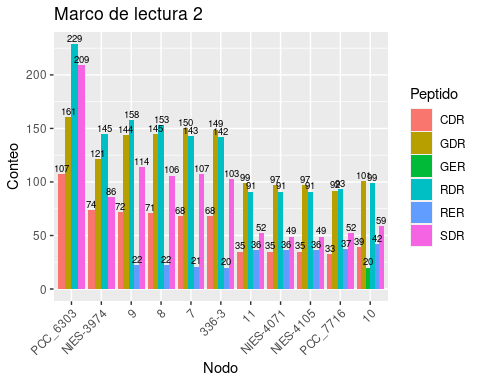 Marco de lectura 2
Conteo
200
150
100
50
0
107 161 229 209
74 121 145 86
72 144 158 22 114
71 145 153 22 106
68 150 143 21 107
68 149 142 20 103
35 99 91 36 52
35 97 91 36 49
35 97 91 36 49
33 92 93 37 52
39 101 20 99 42 59
PCC_6303
NIES-3974
9
8
7
336-3
11
NIES-4071
NIES-4105
PCC_7716
10
Nodo
Peptido
CDR
GDR
GER
RDR
RER
SDR